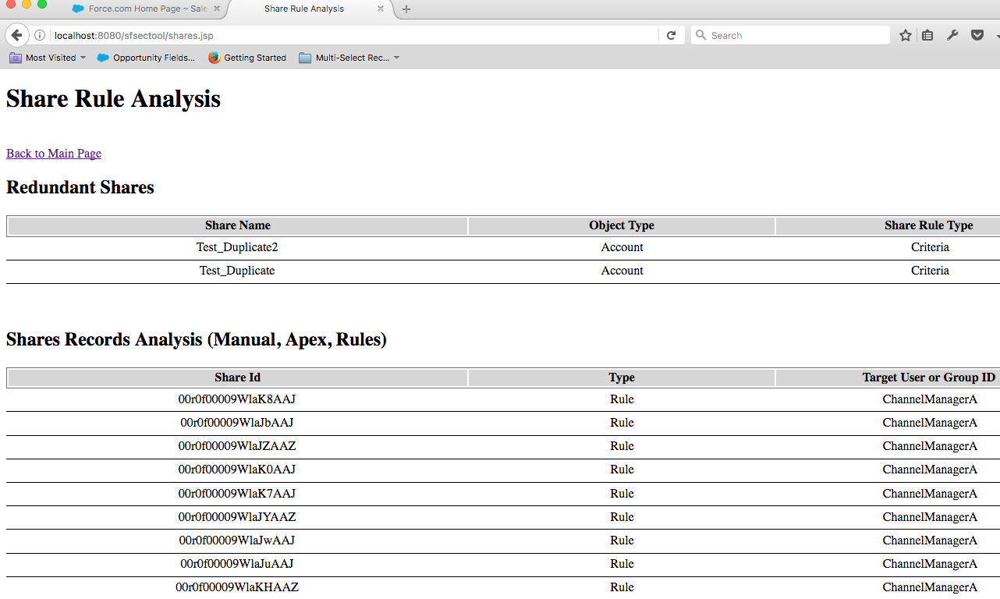 Force.com Home Page ~ Sale
Share Rule Analysis
localhost:8080/sfsectool/shares.jsp
Search
Most Visited
Opportunity Fields...
Getting Started
Multi-Select Rec...
Share Rule Analysis
Back to Main Page
Redundant Shares
Share Name Object Type Share Rule Type
Test_Duplicate2 Account Criteria
Test_Duplicate Account Criteria
Shares Records Analysis (Manual, Apex, Rules)
Share Id Type Target User or Group ID
00r0f00009WlaK8AAJ Rule ChannelManagerA
00r0f00009WlaJbAAJ Rule ChannelManagerA
00r0f00009WlaJZAAZ Rule ChannelManagerA
00r0f00009WlaK0AAJ Rule ChannelManagerA
00r0f00009WlaK7AAJ Rule ChannelManagerA
00r0f00009WlaJYAAZ Rule ChannelManagerA
00r0f00009WlaJwAAJ Rule ChannelManagerA
00r0f00009WlaJuAAJ Rule ChannelManagerA
00r0f00009WlaKHAAZ Rule ChannelManagerA